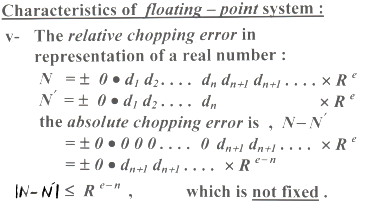 Characteristics of floating – point system :
v- The relative chopping error in
representation of a real number :
N = ± 0 ● d₁ d₂ . . . . dₙ dₙ₊₁ dₙ₊₁ . . . . × R ᵉ
N′ = ± 0 ● d₁ d₂ . . . . dₙ × R ᵉ
the absolute chopping error is , N– N′
= ± 0 ● 0 0 0 . . . . 0 dₙ₊₁ dₙ₊₁ . . . . × R ᵉ
= ± 0 ● dₙ₊₁ dₙ₊₁ . . . . × R ᵉ⁻ⁿ
|N- N′| ≤ R ᵉ⁻ⁿ , which is not fixed .